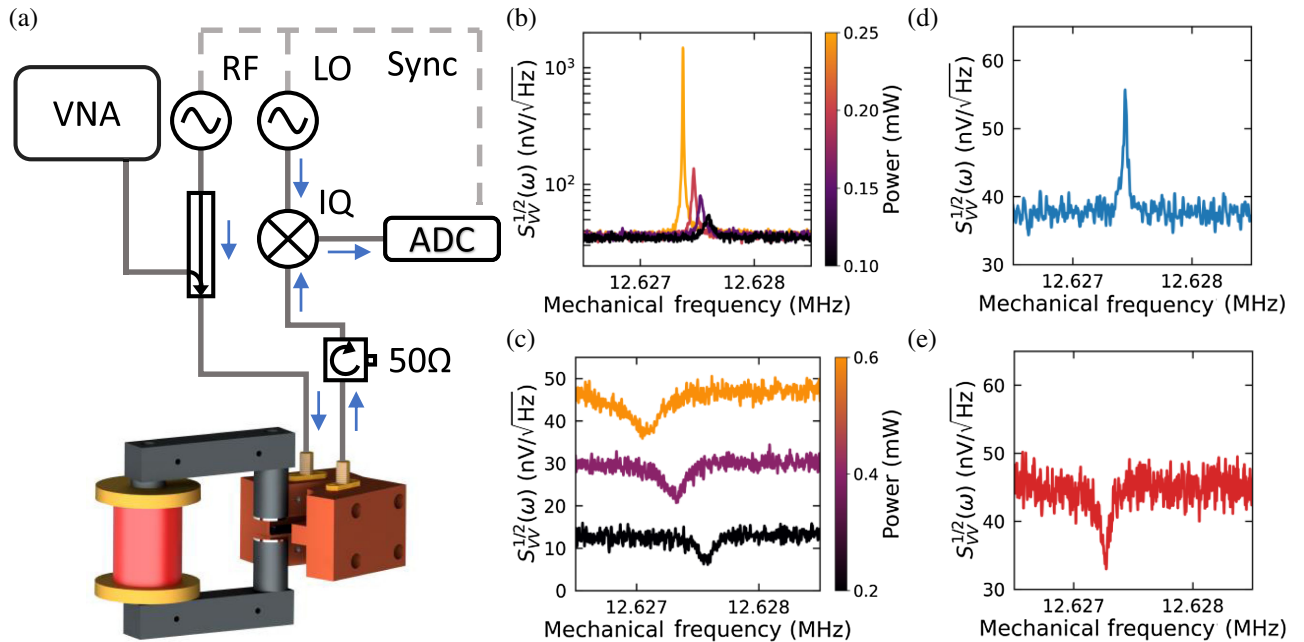 (a)
RF
LO
Sync
VNA
IQ
ADC
50Ω
(b)
S_VV^1/2(ω) (nV/√Hz)
10³
10²
12.627
12.628
Mechanical frequency (MHz)
0.25
0.20
0.15
0.10
Power (mW)
(c)
S_VV^1/2(ω) (nV/√Hz)
50
40
30
20
10
0
12.627
12.628
Mechanical frequency (MHz)
0.6
0.4
0.2
Power (mW)
(d)
S_VV^1/2(ω) (nV/√Hz)
60
50
40
30
12.627
12.628
Mechanical frequency (MHz)
(e)
S_VV^1/2(ω) (nV/√Hz)
60
50
40
30
12.627
12.628
Mechanical frequency (MHz)